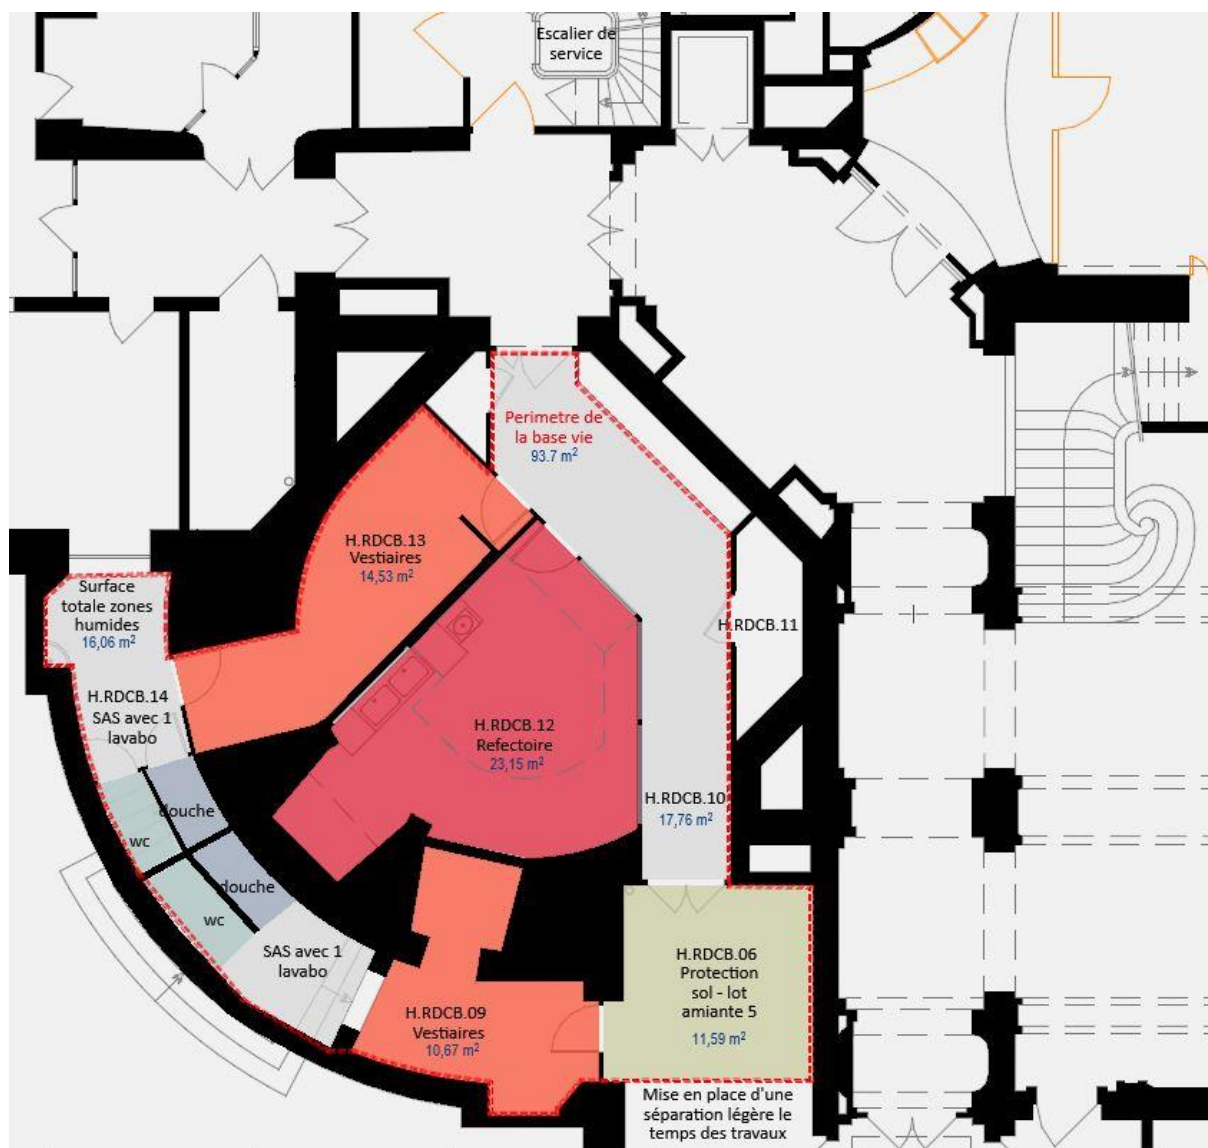 Escalier de
service
Perimetre de
la base vie
93.7 m²
H.RDCB.13
Vestiaires
14,53 m²
Surface
totale zones
humides
16,06 m²
H.RDCB.11
H.RDCB.14
SAS avec 1
lavabo
H.RDCB.12
Refectoire
23,15 m²
H.RDCB.10
17,76 m²
douche
wc
douche
wc
SAS avec 1
lavabo
H.RDCB.06
Protection
sol - lot
amiante 5
11,59 m²
H.RDCB.09
Vestiaires
10,67 m²
Mise en place d'une
séparation légère le
temps des travaux